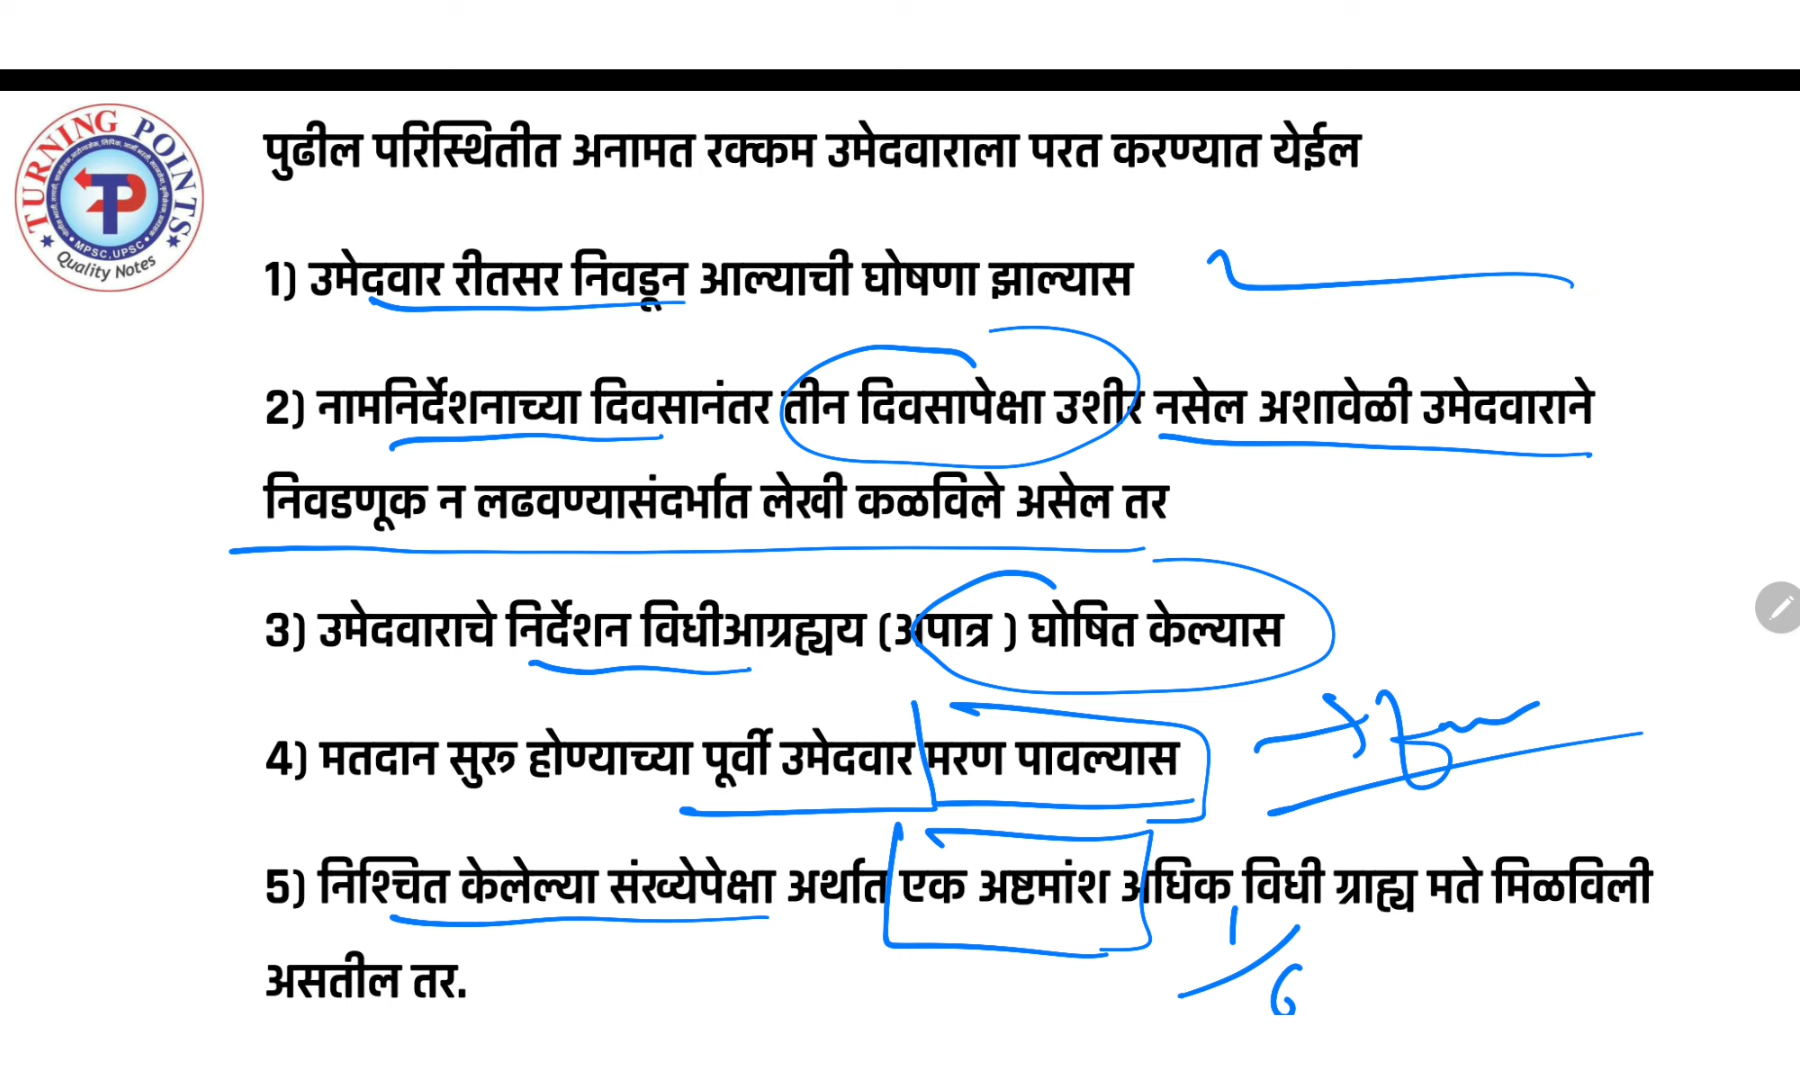 TURNING POINTS
MPSC, UPSC
Quality Notes
पुढील परिस्थितीत अनामत रक्कम उमेदवाराला परत करण्यात येईल
1) उमेदवार रीतसर निवडून आल्याची घोषणा झाल्यास
2) नामनिर्देशनाच्या दिवसानंतर तीन दिवसापेक्षा उशीर नसेल अशावेळी उमेदवाराने
निवडणूक न लढवण्यासंदर्भात लेखी कळविले असेल तर
3) उमेदवाराचे निर्देशन विधीआग्रह्यय (अपात्र ) घोषित केल्यास
4) मतदान सुरू होण्याच्या पूर्वी उमेदवार मरण पावल्यास
5) निश्चित केलेल्या संख्येपेक्षा अर्थात एक अष्टमांश अधिक विधी ग्राह्य मते मिळविली
असतील तर.
1/6